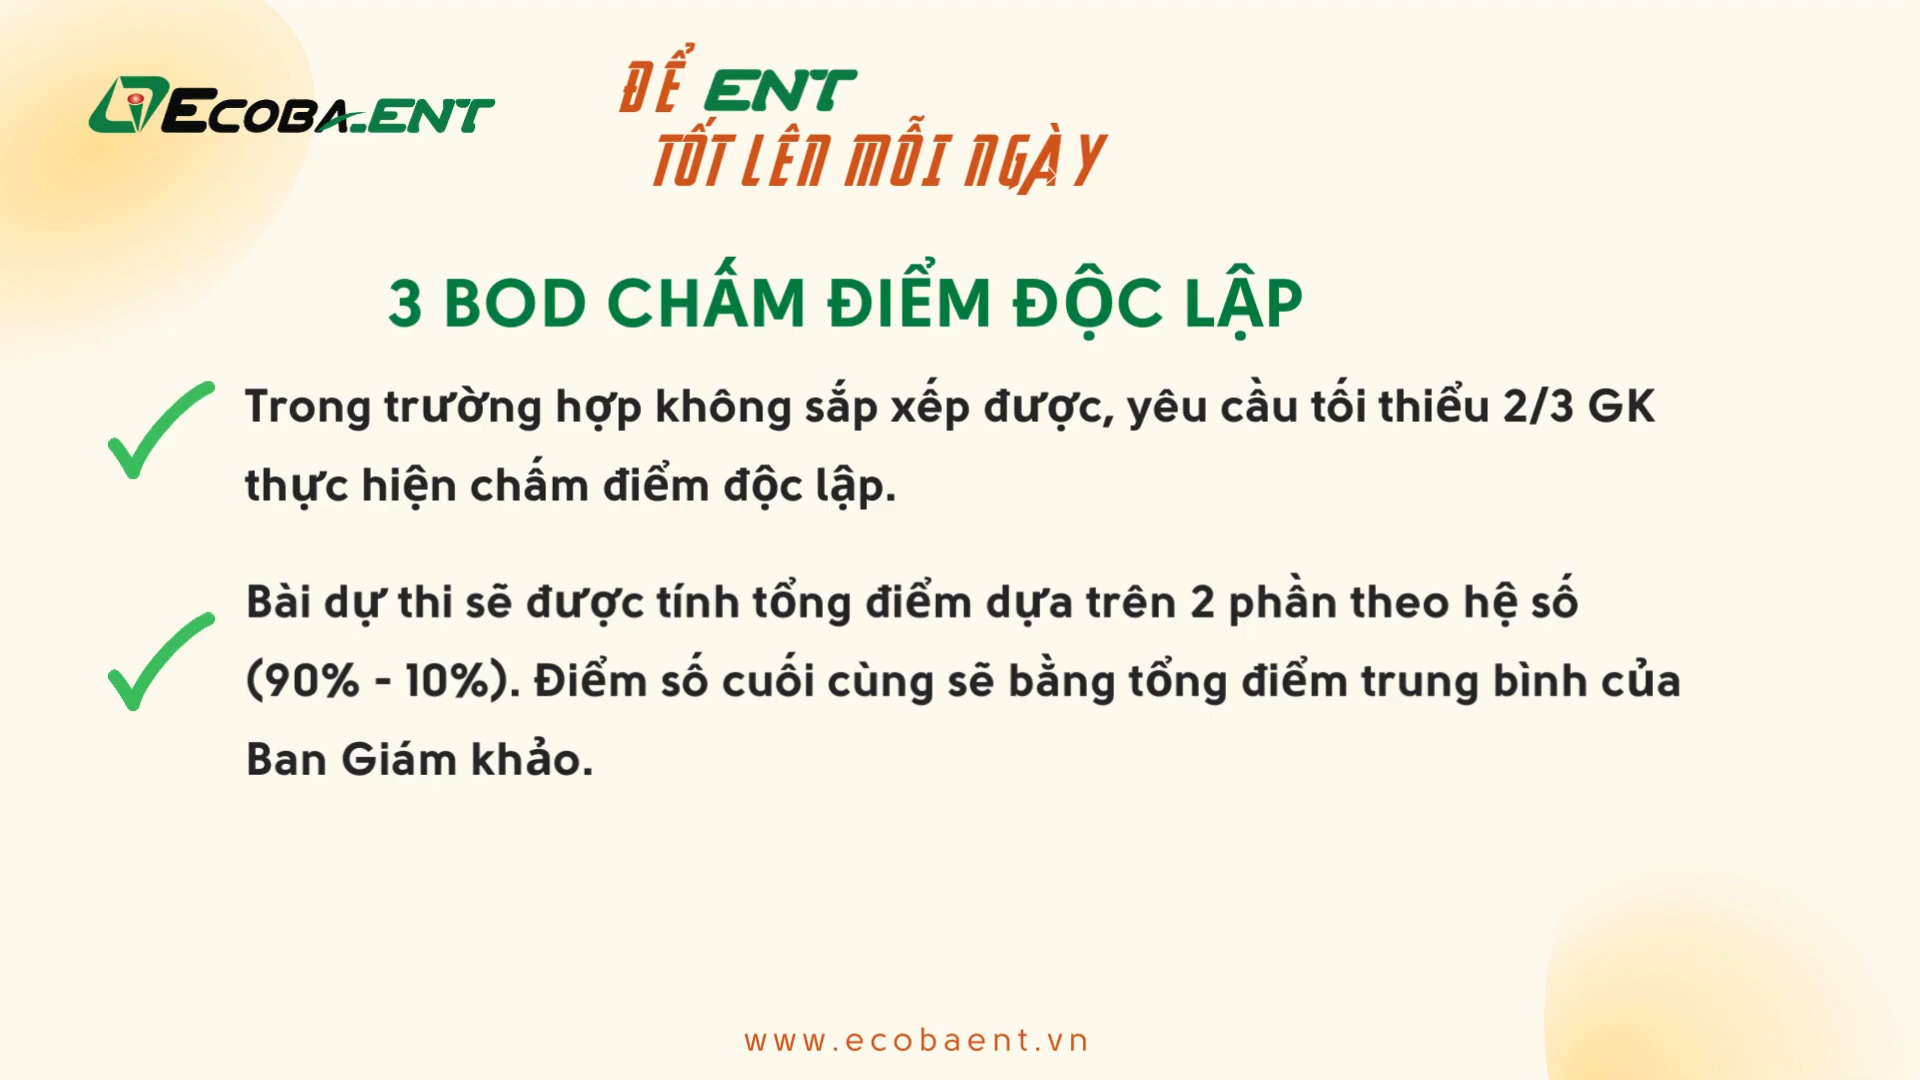 ECOBA.ENT
ĐỂ ENT
TỐT LÊN MỖI NGÀY
3 BOD CHẤM ĐIỂM ĐỘC LẬP
Trong trường hợp không sắp xếp được, yêu cầu tối thiểu 2/3 GK
thực hiện chấm điểm độc lập.
Bài dự thi sẽ được tính tổng điểm dựa trên 2 phần theo hệ số
(90% - 10%). Điểm số cuối cùng sẽ bằng tổng điểm trung bình của
Ban Giám khảo.
www.ecobaent.vn